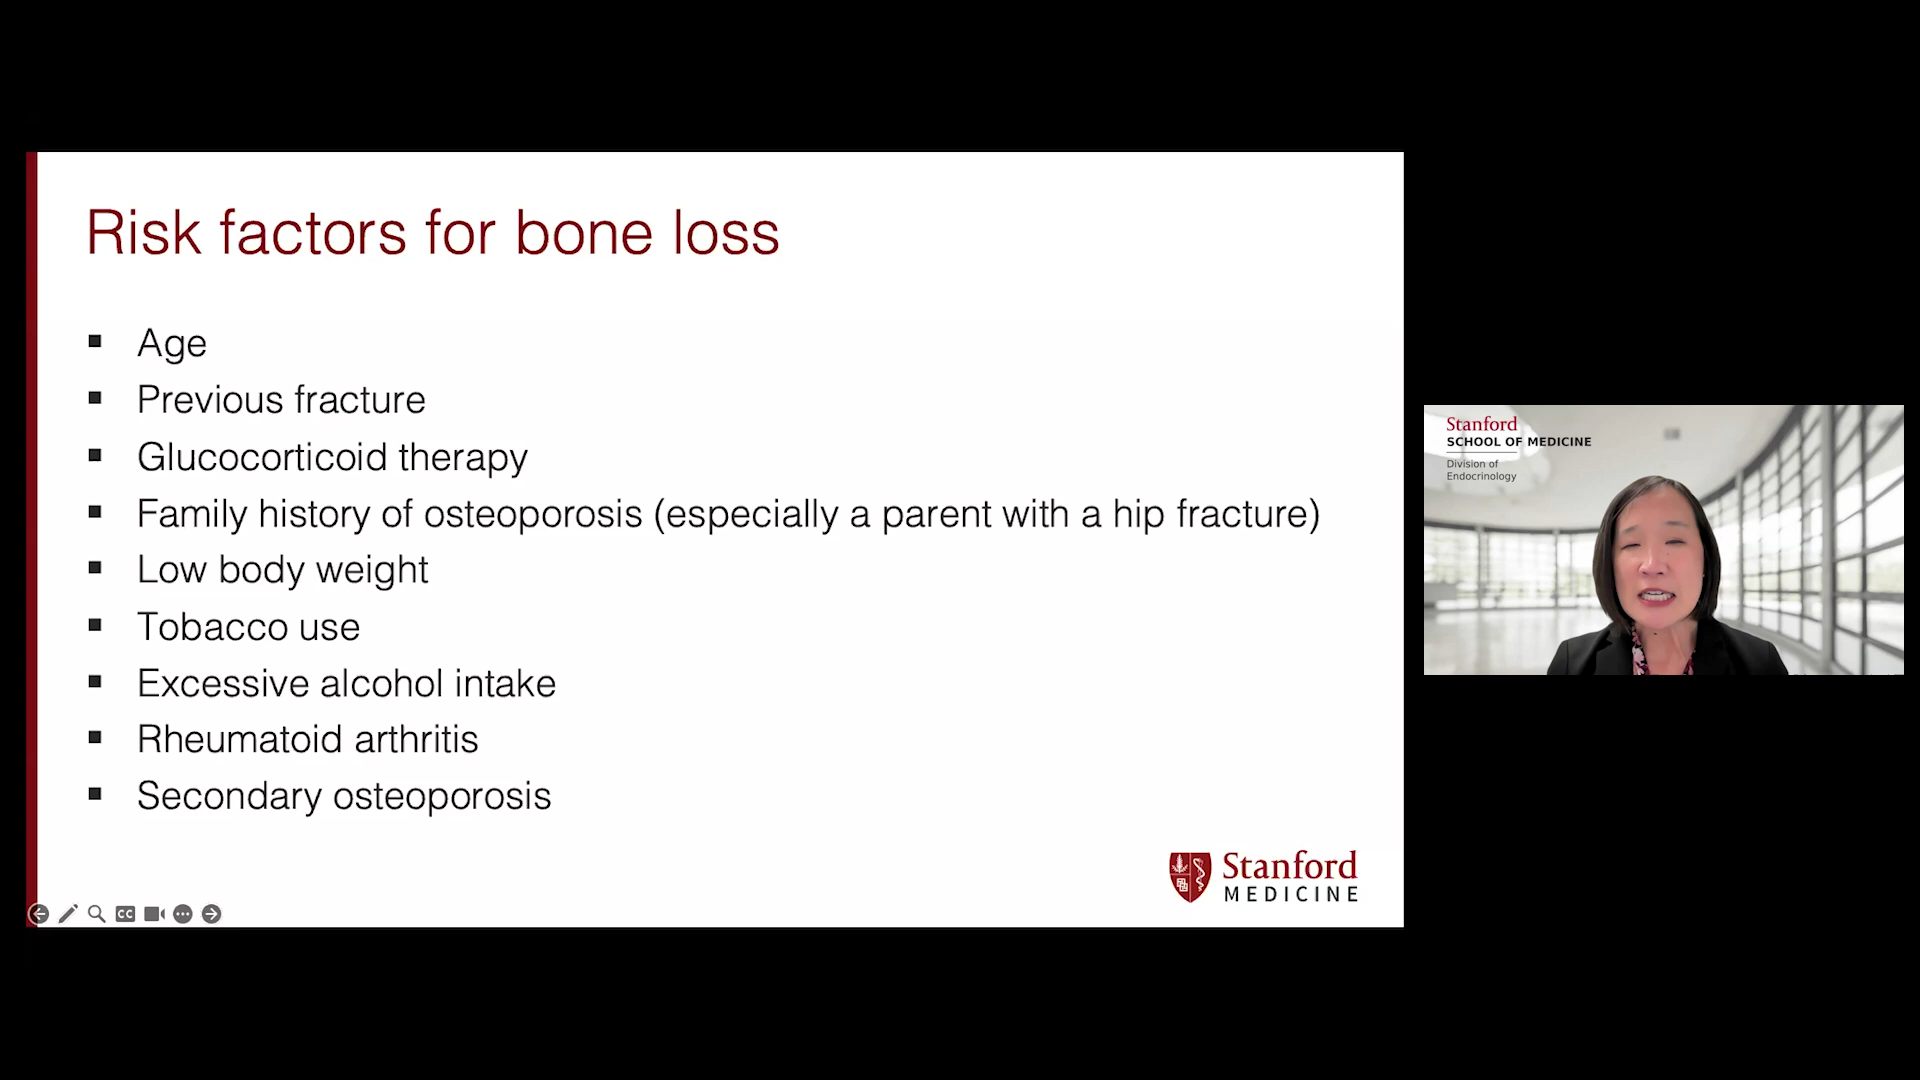 Risk factors for bone loss
Age
Previous fracture
Glucocorticoid therapy
Family history of osteoporosis (especially a parent with a hip fracture)
Low body weight
Tobacco use
Excessive alcohol intake
Rheumatoid arthritis
Secondary osteoporosis
Stanford
MEDICINE
CC
Stanford
SCHOOL OF MEDICINE
Division of
Endocrinology